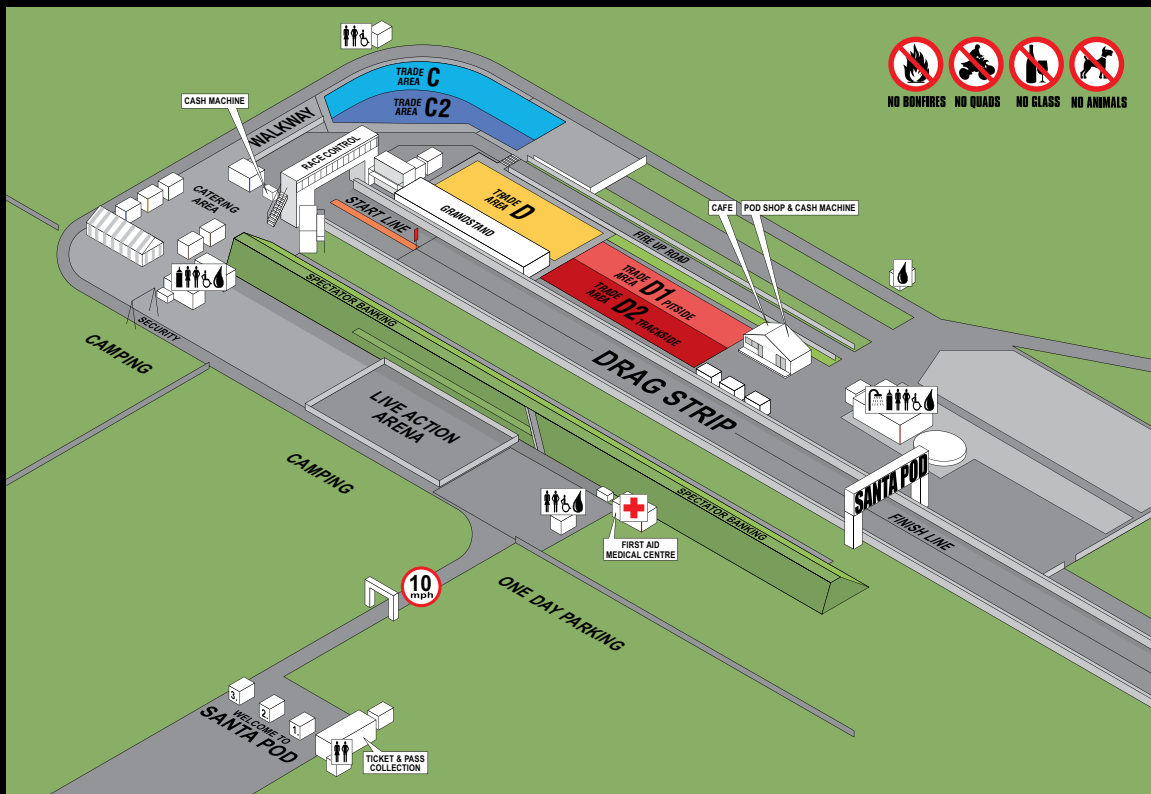 NO BONFIRES
NO QUADS
NO GLASS
NO ANIMALS
TRADE
AREA C
TRADE
AREA C2
CASH MACHINE
WALKWAY
RACE CONTROL
CATERING
AREA
START LINE
TRADE
AREA D
GRANDSTAND
CAFE
POD SHOP & CASH MACHINE
FIRE UP ROAD
TRADE
AREA D1 PITSIDE
TRADE
AREA D2 TRACKSIDE
SPECTATOR BANKING
SECURITY
CAMPING
DRAG STRIP
LIVE ACTION
ARENA
CAMPING
SANTA POD
SPECTATOR BANKING
FINISH LINE
FIRST AID
MEDICAL CENTRE
10
mph
ONE DAY PARKING
3.
2.
1.
WELCOME TO
SANTA POD
TICKET & PASS
COLLECTION